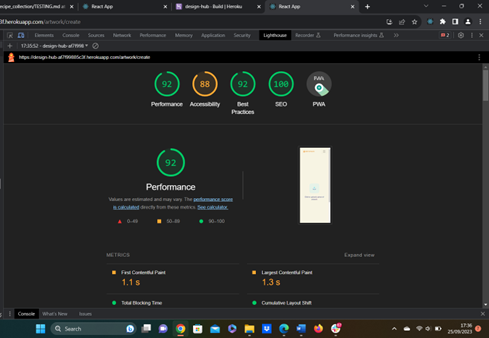 ecipe_collection/TESTING.md at
React App
design-hub - Build | Heroku
React App
8f.herokuapp.com/artwork/create
Elements
Console
Sources
Network
Performance
Memory
Application
Security
Lighthouse
Recorder
Performance insights
2
17:35:52 - design-hub-af7f998
https://design-hub-af7f9985c3f.herokuapp.com/artwork/create
92
88
92
100
PWA
Performance
Accessibility
Best
Practices
SEO
PWA
92
Performance
Values are estimated and may vary. The performance score
is calculated directly from these metrics. See calculator.
0–49
50–89
90–100
METRICS
Expand view
First Contentful Paint
1.1 s
Largest Contentful Paint
1.3 s
Total Blocking Time
Cumulative Layout Shift
Console
What's New
Issues
Search
17:36
25/09/2023